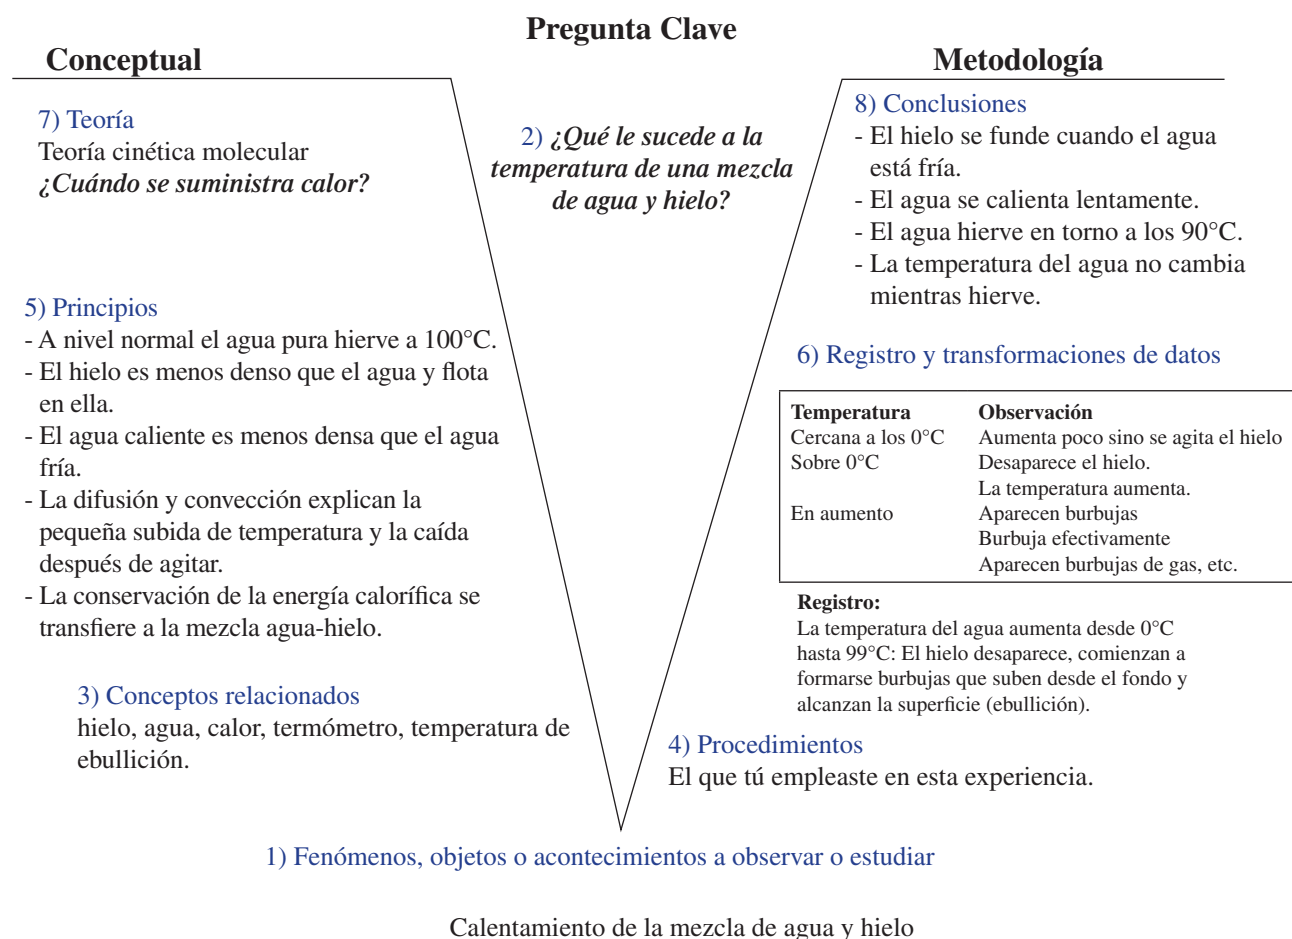 Pregunta Clave
Conceptual
Metodología
7) Teoría
Teoría cinética molecular
¿Cuándo se suministra calor?
2) ¿Qué le sucede a la
temperatura de una mezcla
de agua y hielo?
8) Conclusiones
- El hielo se funde cuando el agua
está fría.
- El agua se calienta lentamente.
- El agua hierve en torno a los 90°C.
- La temperatura del agua no cambia
mientras hierve.
5) Principios
- A nivel normal el agua pura hierve a 100°C.
- El hielo es menos denso que el agua y flota
en ella.
- El agua caliente es menos densa que el agua
fría.
- La difusión y convección explican la
pequeña subida de temperatura y la caída
después de agitar.
- La conservación de la energía calorífica se
transfiere a la mezcla agua-hielo.
6) Registro y transformaciones de datos
Temperatura Observación
Cercana a los 0°C Aumenta poco sino se agita el hielo
Sobre 0°C Desaparece el hielo.
La temperatura aumenta.
En aumento Aparecen burbujas
Burbuja efectivamente
Aparecen burbujas de gas, etc.
Registro:
La temperatura del agua aumenta desde 0°C
hasta 99°C: El hielo desaparece, comienzan a
formarse burbujas que suben desde el fondo y
alcanzan la superficie (ebullición).
3) Conceptos relacionados
hielo, agua, calor, termómetro, temperatura de
ebullición.
4) Procedimientos
El que tú empleaste en esta experiencia.
1) Fenómenos, objetos o acontecimientos a observar o estudiar
Calentamiento de la mezcla de agua y hielo